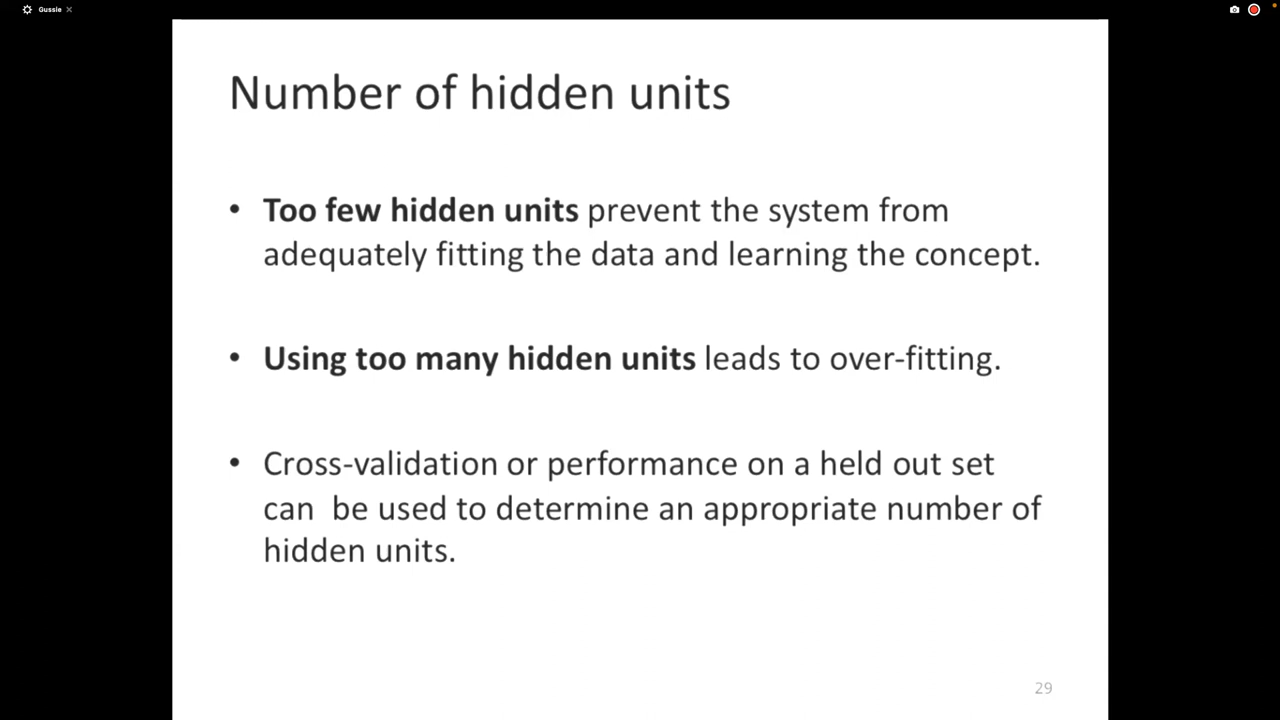 Gussie
Number of hidden units
• Too few hidden units prevent the system from
adequately fitting the data and learning the concept.
• Using too many hidden units leads to over-fitting.
• Cross-validation or performance on a held out set
can  be used to determine an appropriate number of
hidden units.
29